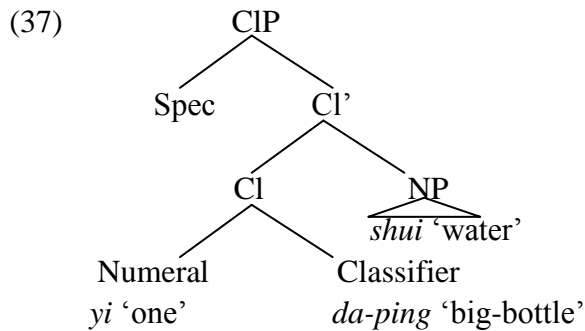 (37) ClP
Spec Cl’
Cl NP
shui ‘water’
Numeral Classifier
yi ‘one’ da-ping ‘big-bottle’